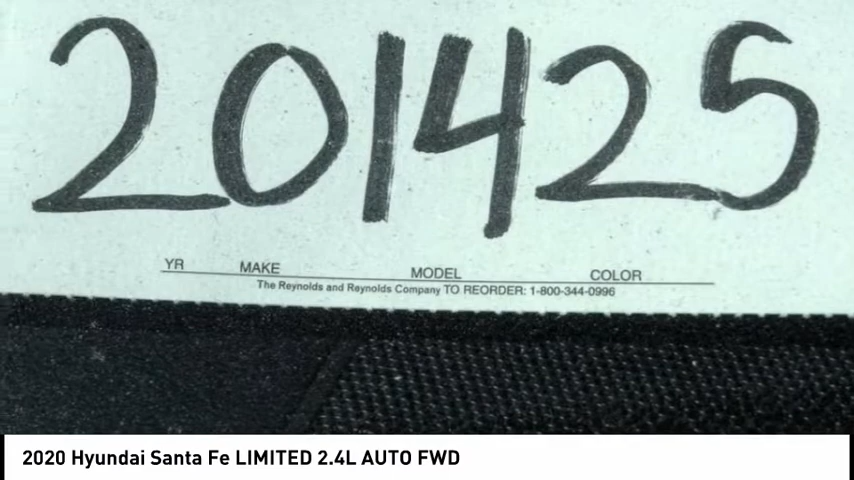 201425
YR MAKE MODEL COLOR
The Reynolds and Reynolds Company TO REORDER: 1-800-344-0996
2020 Hyundai Santa Fe LIMITED 2.4L AUTO FWD